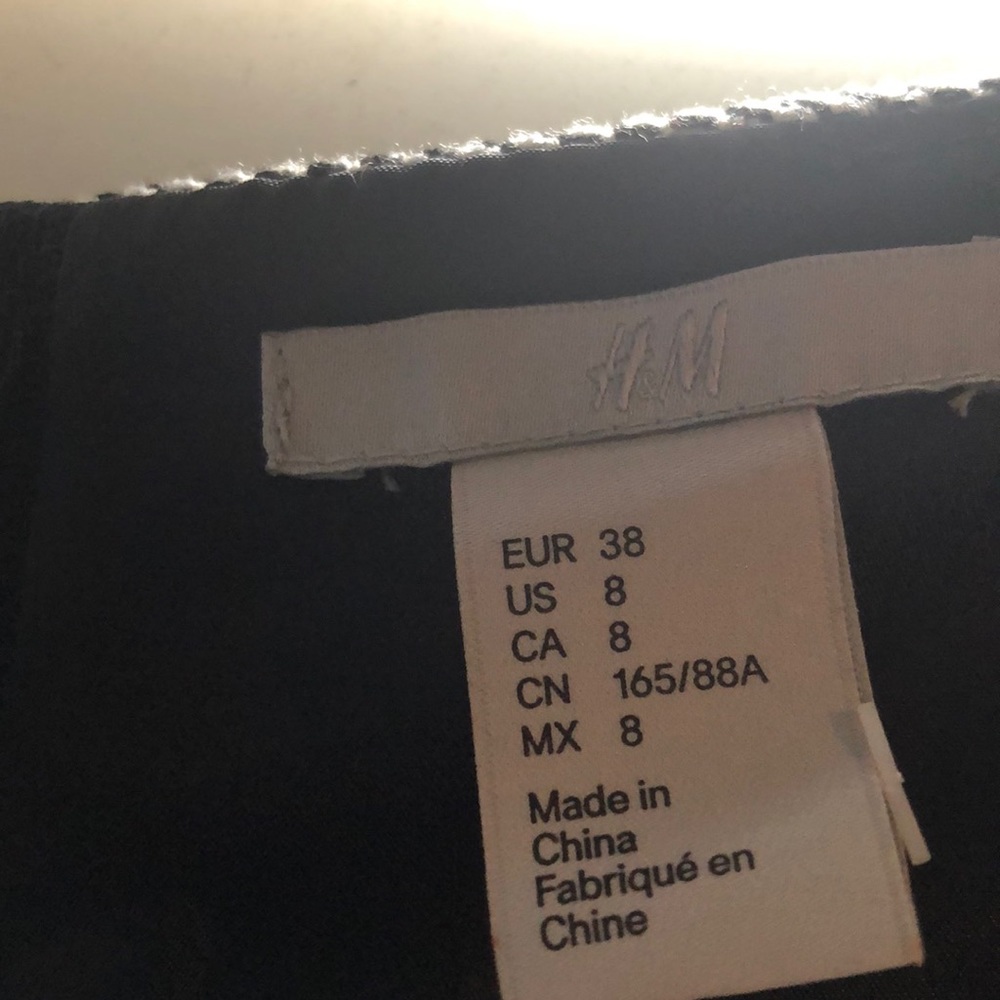 H&M
EUR 38
US 8
CA 8
CN 165/88A
MX 8
Made in
China
Fabriqué en
Chine